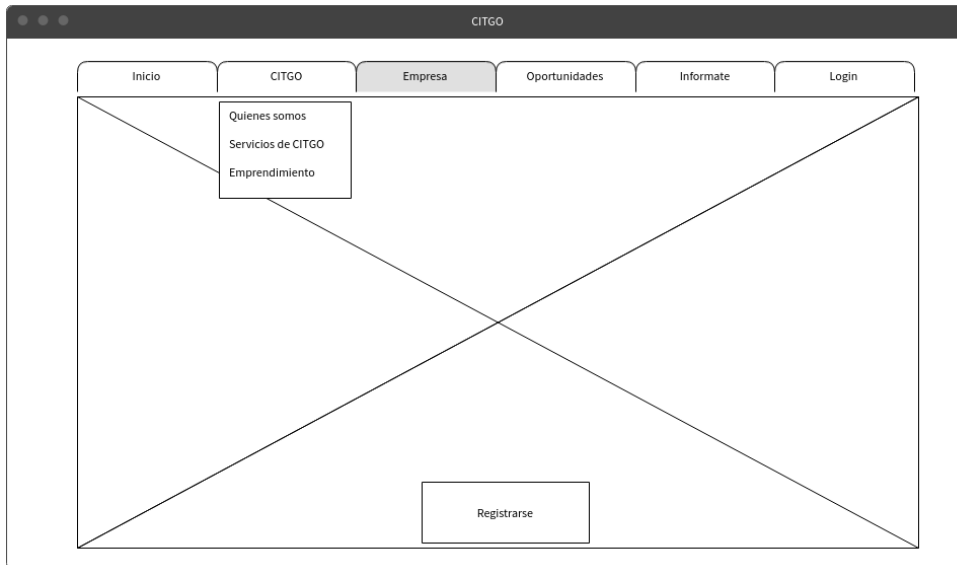 CITGO
Inicio
CITGO
Empresa
Oportunidades
Informate
Login
Quienes somos
Servicios de CITGO
Emprendimiento
Registrarse